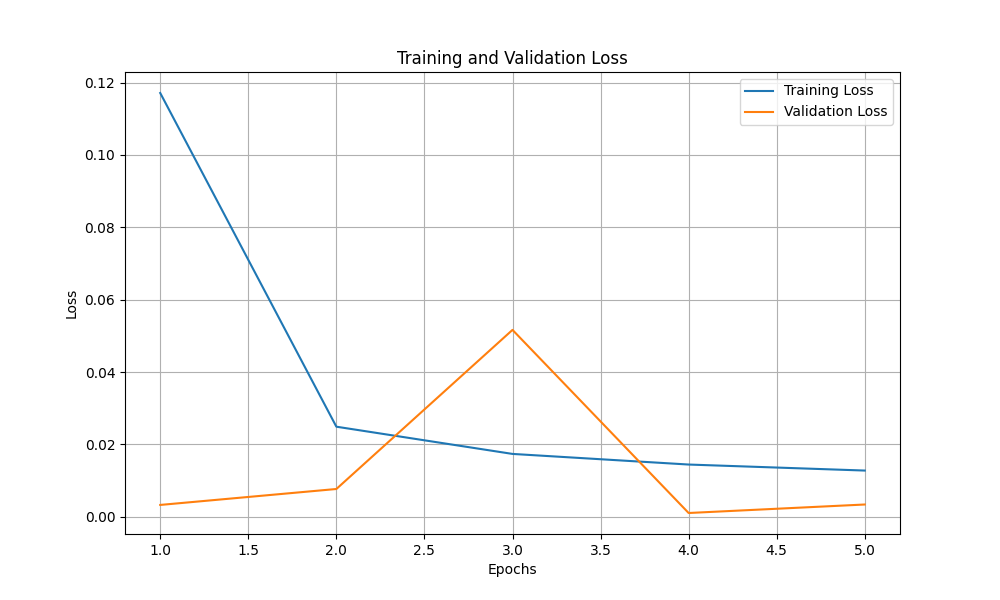 Training and Validation Loss
Training Loss
Validation Loss
0.12
0.10
0.08
0.06
0.04
0.02
0.00
Loss
1.0 1.5 2.0 2.5 3.0 3.5 4.0 4.5 5.0
Epochs